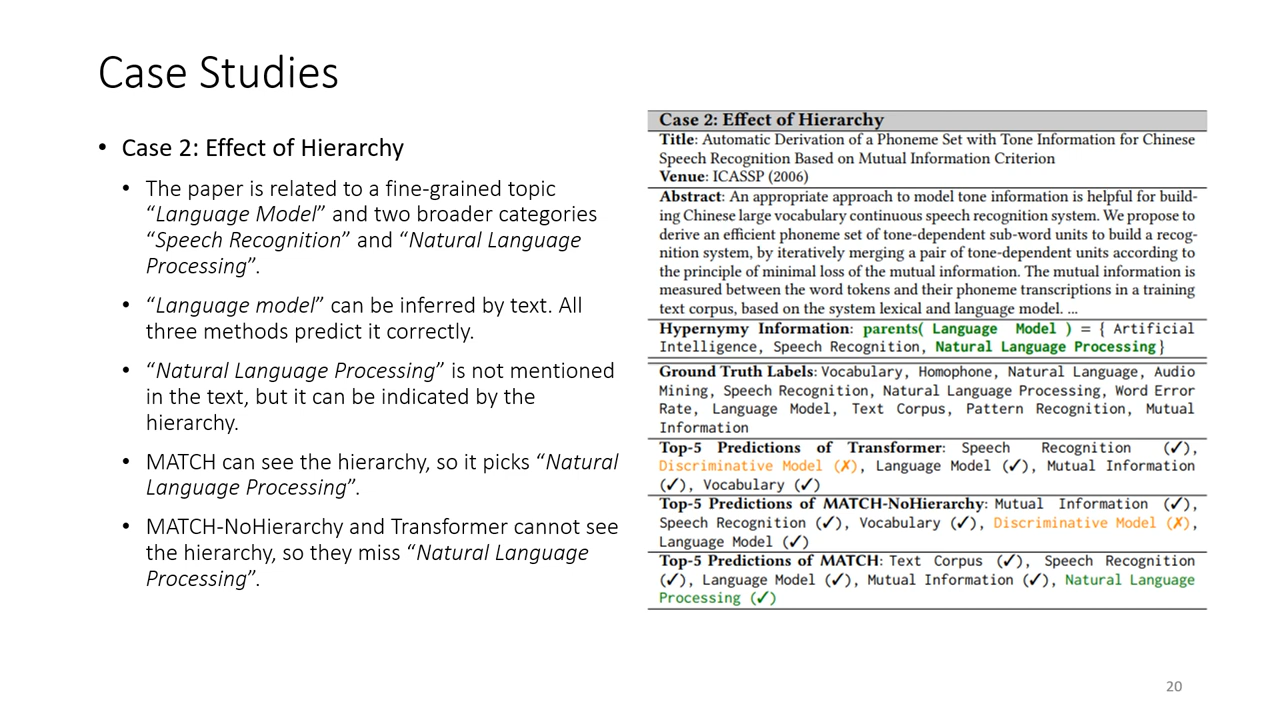 Case Studies
• Case 2: Effect of Hierarchy
• The paper is related to a fine-grained topic
“Language Model” and two broader categories
“Speech Recognition” and “Natural Language
Processing”.
• “Language model” can be inferred by text. All
three methods predict it correctly.
• “Natural Language Processing” is not mentioned
in the text, but it can be indicated by the
hierarchy.
• MATCH can see the hierarchy, so it picks “Natural
Language Processing”.
• MATCH-NoHierarchy and Transformer cannot see
the hierarchy, so they miss “Natural Language
Processing”.
Case 2: Effect of Hierarchy
Title: Automatic Derivation of a Phoneme Set with Tone Information for Chinese
Speech Recognition Based on Mutual Information Criterion
Venue: ICASSP (2006)
Abstract: An appropriate approach to model tone information is helpful for build-
ing Chinese large vocabulary continuous speech recognition system. We propose to
derive an efficient phoneme set of tone-dependent sub-word units to build a recog-
nition system, by iteratively merging a pair of tone-dependent units according to
the principle of minimal loss of the mutual information. The mutual information is
measured between the word tokens and their phoneme transcriptions in a training
text corpus, based on the system lexical and language model. ...
Hypernymy Information: parents( Language Model ) = { Artificial
Intelligence, Speech Recognition, Natural Language Processing}
Ground Truth Labels: Vocabulary, Homophone, Natural Language, Audio
Mining, Speech Recognition, Natural Language Processing, Word Error
Rate, Language Model, Text Corpus, Pattern Recognition, Mutual
Information
Top-5 Predictions of Transformer: Speech Recognition (✓),
Discriminative Model (✗), Language Model (✓), Mutual Information
(✓), Vocabulary (✓)
Top-5 Predictions of MATCH-NoHierarchy: Mutual Information (✓),
Speech Recognition (✓), Vocabulary (✓), Discriminative Model (✗),
Language Model (✓)
Top-5 Predictions of MATCH: Text Corpus (✓), Speech Recognition
(✓), Language Model (✓), Mutual Information (✓), Natural Language
Processing (✓)
20